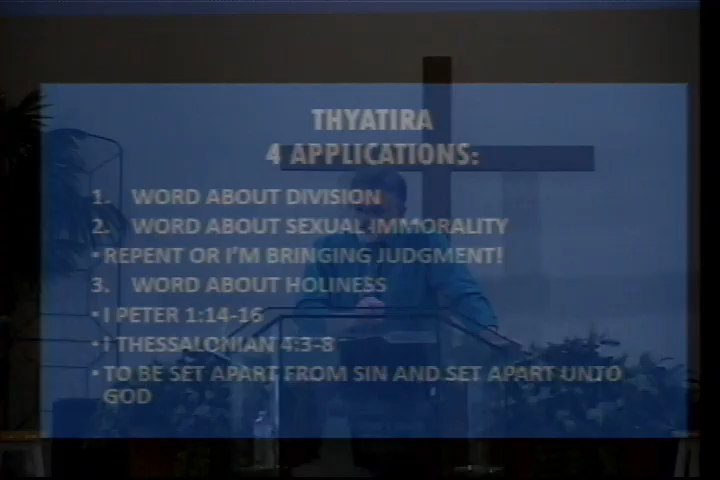 THYATIRA
4 APPLICATIONS:
1. WORD ABOUT DIVISION
2. WORD ABOUT SEXUAL IMMORALITY
• REPENT OR I'M BRINGING JUDGMENT!
3. WORD ABOUT HOLINESS
• I PETER 1:14-16
• I THESSALONIAN 4:3-8
• TO BE SET APART FROM SIN AND SET APART UNTO
GOD